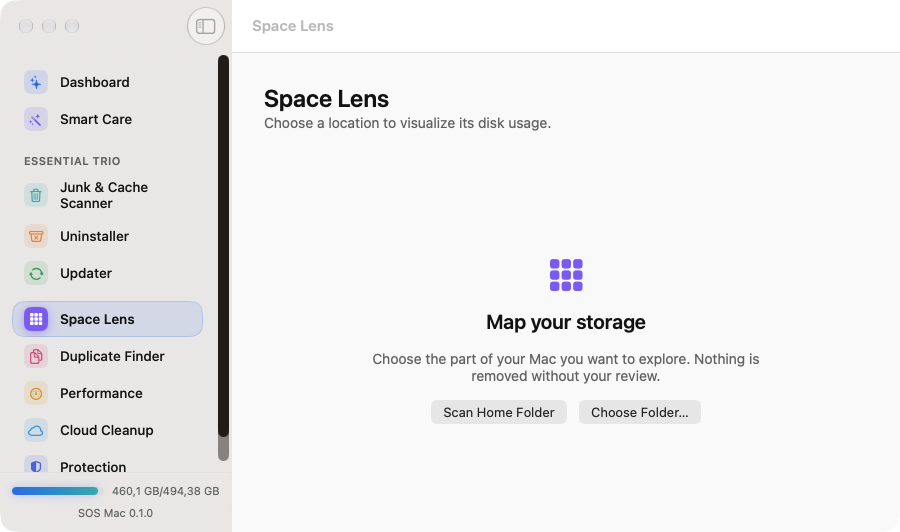 Space Lens
Dashboard
Smart Care
ESSENTIAL TRIO
Junk & Cache
Scanner
Uninstaller
Updater
Space Lens
Duplicate Finder
Performance
Cloud Cleanup
Protection
460,1 GB/494,38 GB
SOS Mac 0.1.0
Space Lens
Choose a location to visualize its disk usage.
Map your storage
Choose the part of your Mac you want to explore. Nothing is
removed without your review.
Scan Home Folder
Choose Folder...